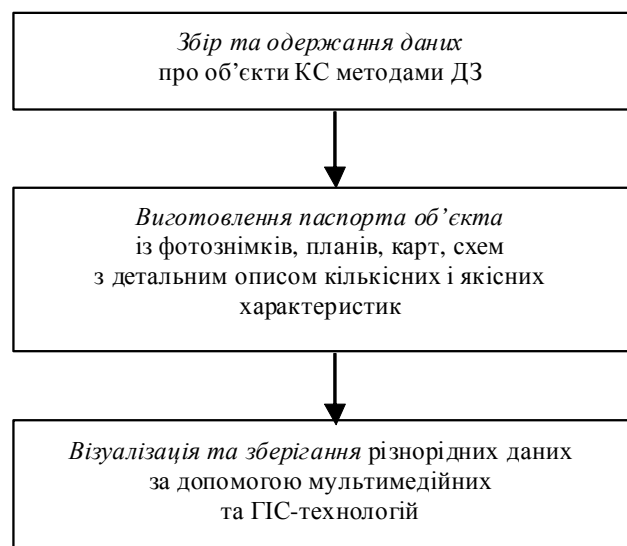 Збір та одержання даних
про об’єкти КС методами ДЗ
Виготовлення паспорта об’єкта
із фотознімків, планів, карт, схем
з детальним описом кількісних і якісних
характеристик
Візуалізація та зберігання різнорідних даних
за допомогою мультимедійних
та ГІС-технологій